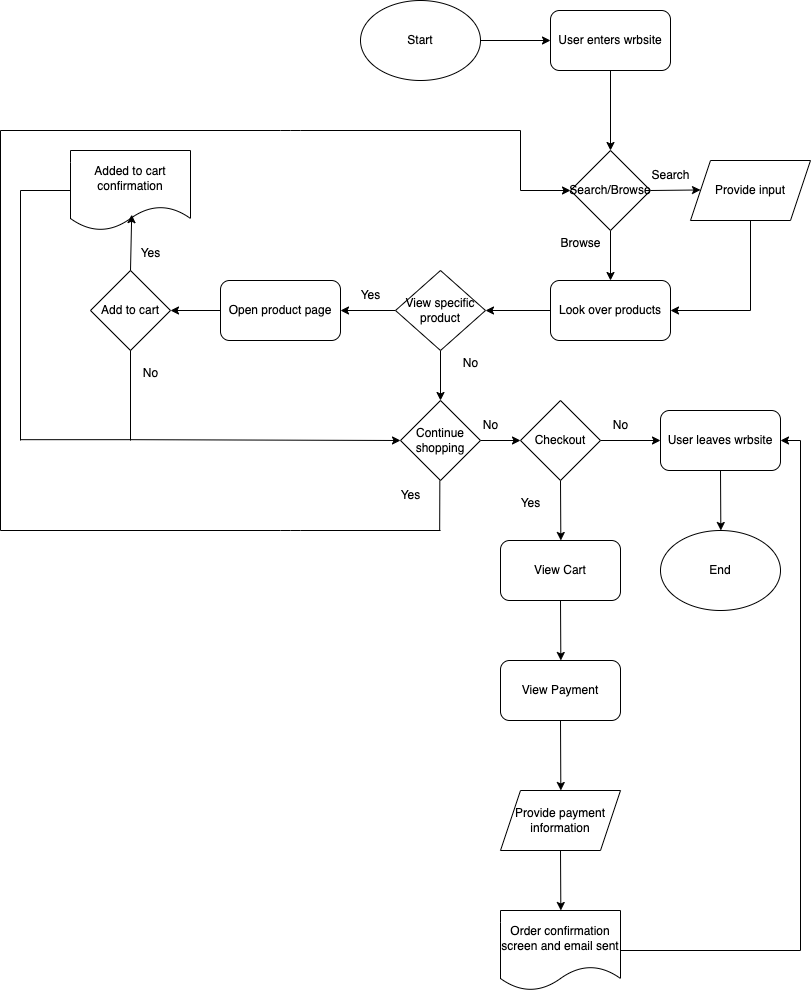 Start
User enters wrbsite
Added to cart
confirmation
Search/Browse
Search
Provide input
Browse
Yes
Add to cart
Open product page
Yes
View specific
product
Look over products
No
No
Continue
shopping
No
Checkout
No
User leaves wrbsite
Yes
Yes
View Cart
End
View Payment
Provide payment
information
Order confirmation
screen and email sent